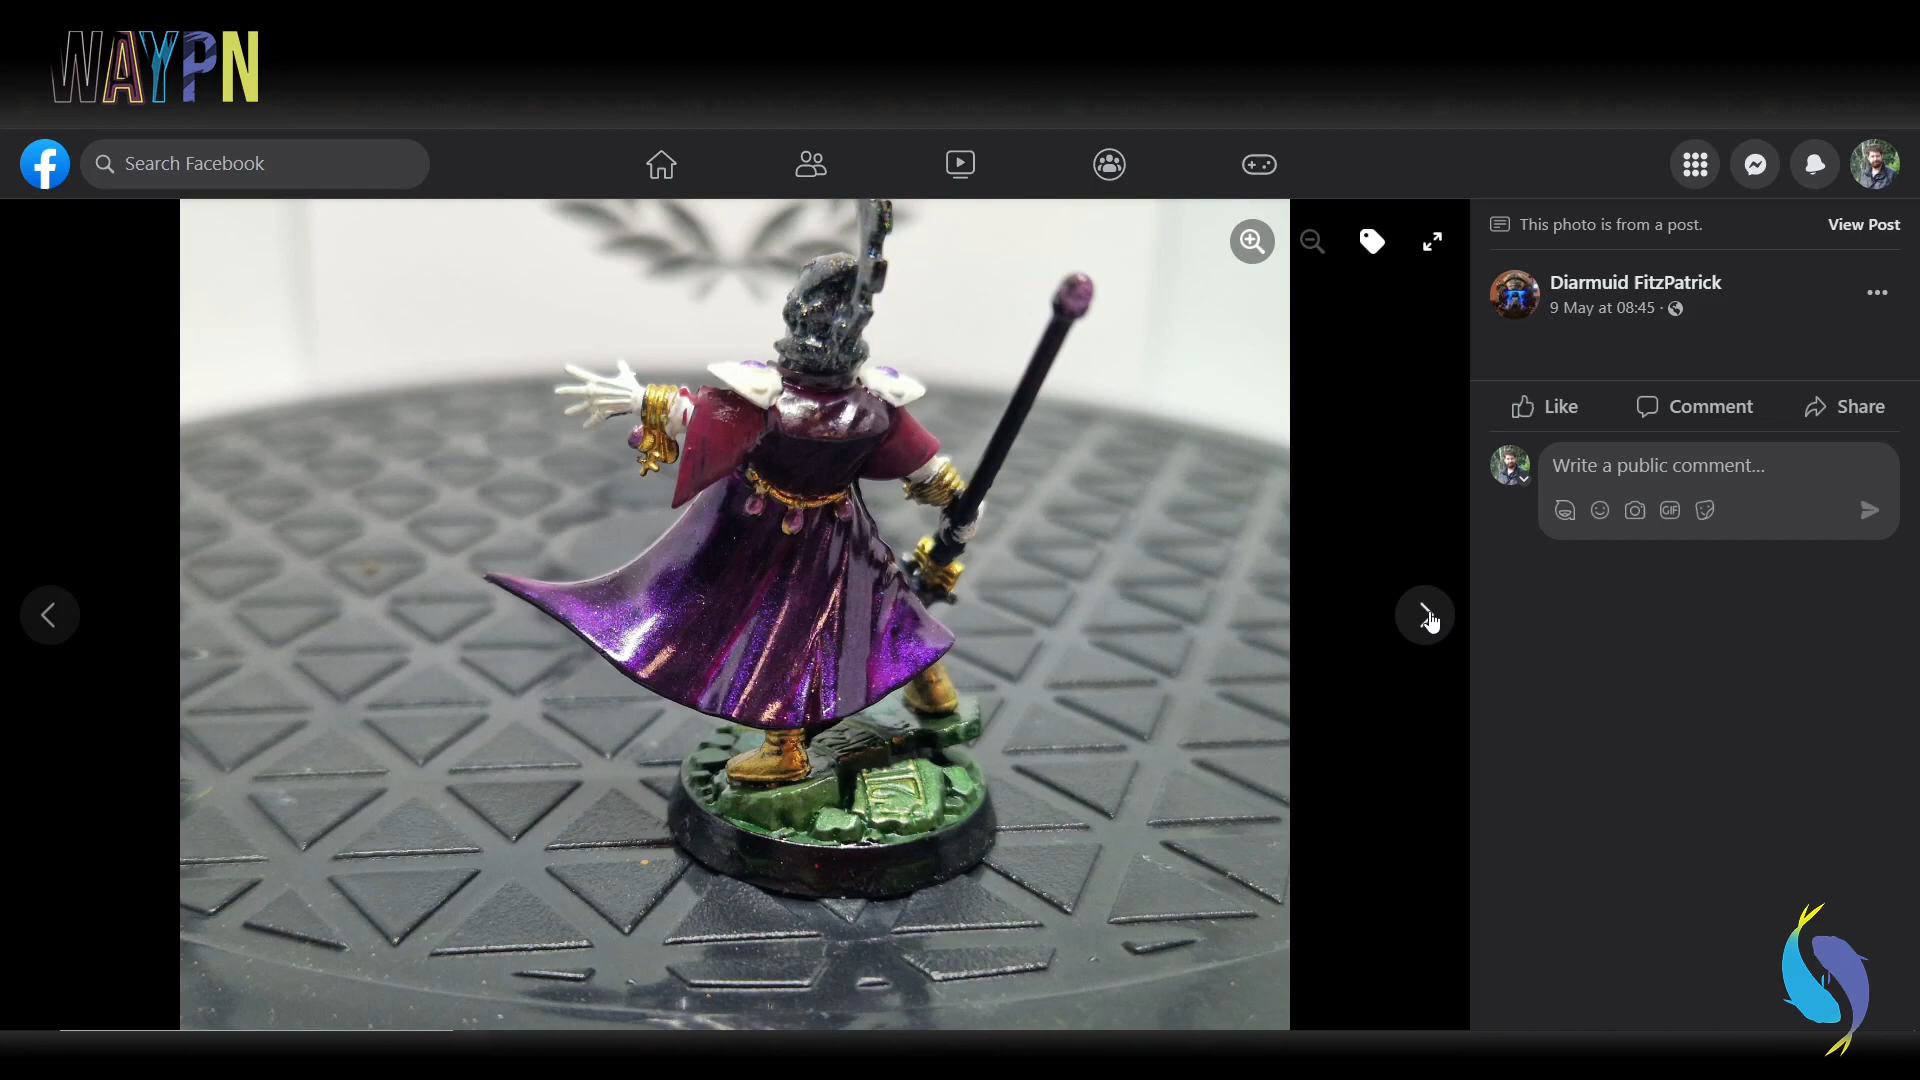 WAYPN
Search Facebook
This photo is from a post.
View Post
Diarmuid FitzPatrick
9 May at 08:45 ·
Like
Comment
Share
Write a public comment...
GIF